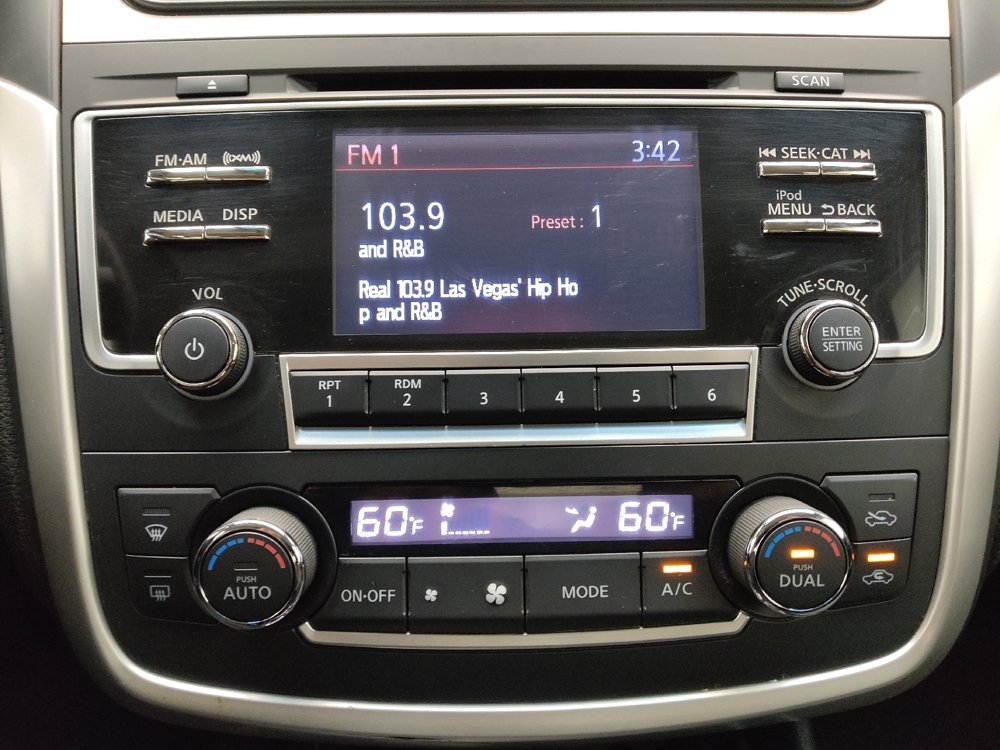 SCAN
FM·AM ((XM))
SEEK·CAT
MEDIA DISP
iPod
MENU BACK
VOL
TUNE·SCROLL
FM 1 3:42
103.9 Preset : 1
and R&B
Real 103.9 Las Vegas' Hip Ho
p and R&B
ENTER
SETTING
RPT RDM
1 2 3 4 5 6
60°F 60°F
PUSH
AUTO
PUSH
DUAL
ON·OFF MODE A/C